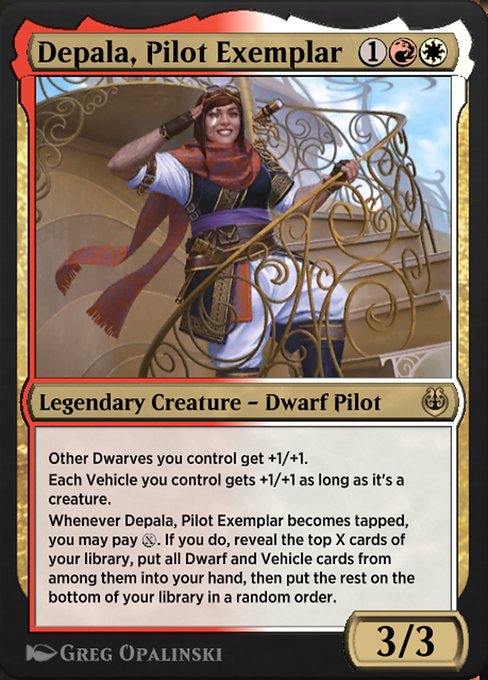 Depala, Pilot Exemplar 1
Legendary Creature – Dwarf Pilot
Other Dwarves you control get +1/+1.
Each Vehicle you control gets +1/+1 as long as it's a
creature.
Whenever Depala, Pilot Exemplar becomes tapped,
you may pay X. If you do, reveal the top X cards of
your library, put all Dwarf and Vehicle cards from
among them into your hand, then put the rest on the
bottom of your library in a random order.
3/3
Greg Opalinski